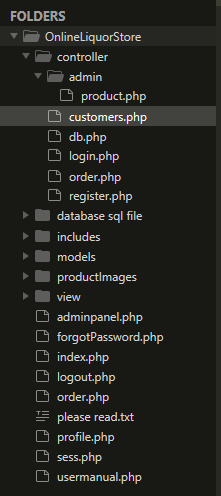 FOLDERS
OnlineLiquorStore
controller
admin
product.php
customers.php
db.php
login.php
order.php
register.php
database sql file
includes
models
productImages
view
adminpanel.php
forgotPassword.php
index.php
logout.php
order.php
please read.txt
profile.php
sess.php
usermanual.php